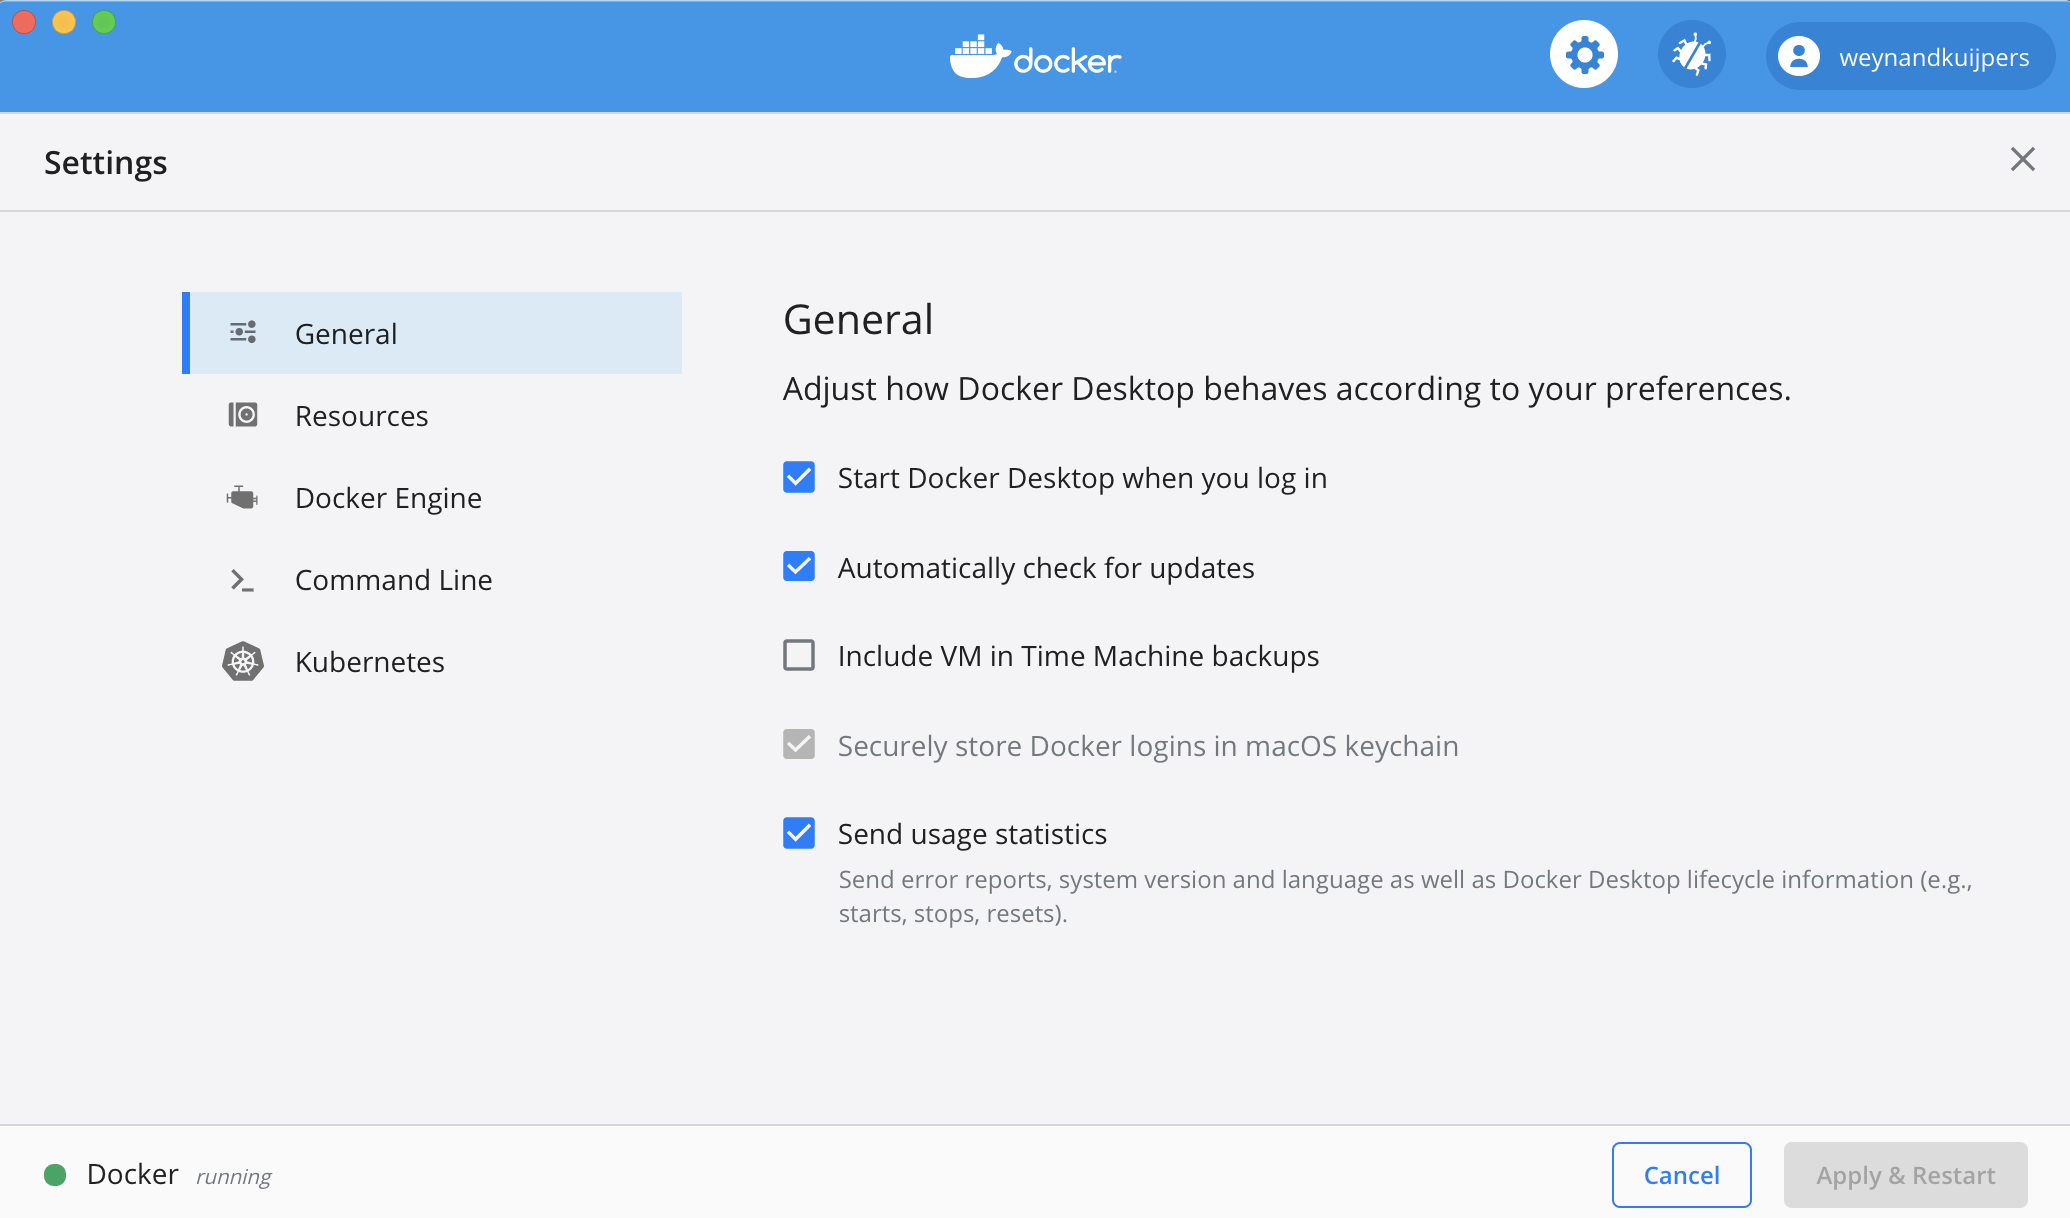 docker
weynandkuijpers
Settings
General
Resources
Docker Engine
Command Line
Kubernetes
General
Adjust how Docker Desktop behaves according to your preferences.
Start Docker Desktop when you log in
Automatically check for updates
Include VM in Time Machine backups
Securely store Docker logins in macOS keychain
Send usage statistics
Send error reports, system version and language as well as Docker Desktop lifecycle information (e.g.,
starts, stops, resets).
Docker running
Cancel
Apply & Restart